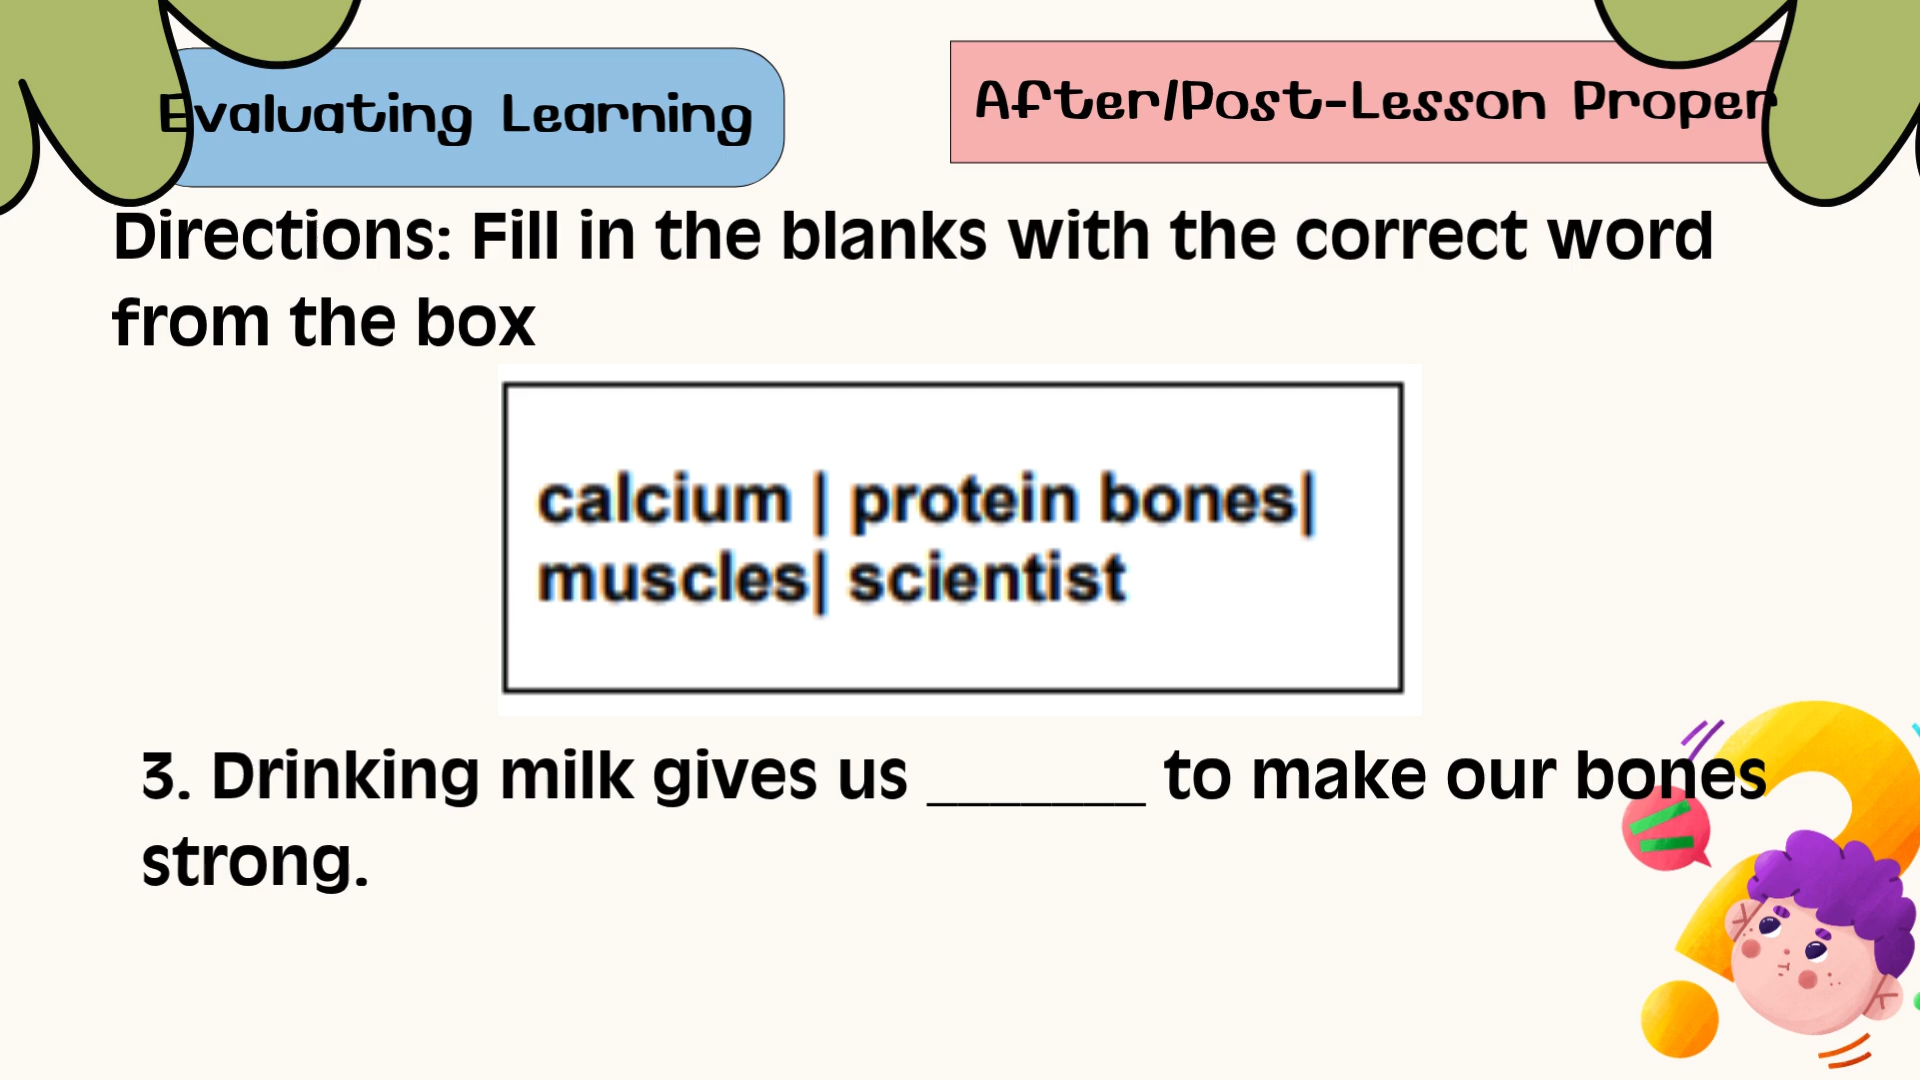 Evaluating Learning
After/Post-Lesson Proper
Directions: Fill in the blanks with the correct word
from the box
calcium | protein bones|
muscles| scientist
3. Drinking milk gives us _______ to make our bones
strong.